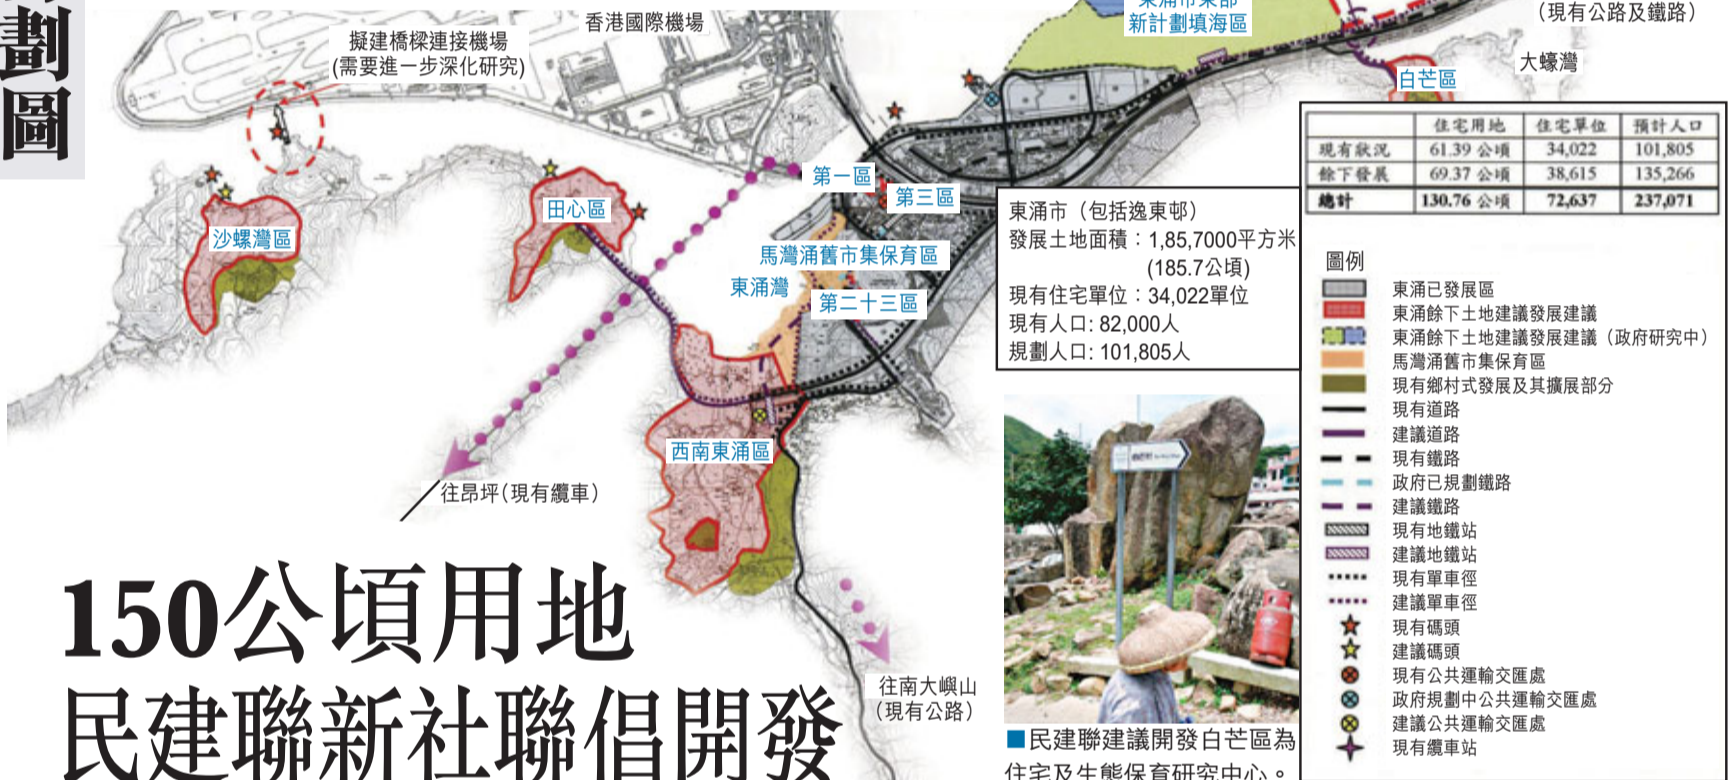 劃圖
擬建橋樑連接機場
(需要進一步深化研究)
香港國際機場
新計劃填海區
(現有公路及鐵路)
大蠔灣
白芒區
沙螺灣區
田心區
第一區
第三區
馬灣涌舊市集保育區
東涌灣
第二十三區
西南東涌區
往昂坪(現有纜車)
往南大嶼山
(現有公路)
東涌市(包括逸東邨)
發展土地面積:1,85,7000平方米
(185.7公頃)
現有住宅單位:34,022單位
現有人口: 82,000人
規劃人口: 101,805人
住宅用地 住宅單位 預計人口
現有狀況 61.39 公頃 34,022 101,805
餘下發展 69.37 公頃 38,615 135,266
總計 130.76 公頃 72,637 237,071
圖例
東涌已發展區
東涌餘下土地建議發展建議
東涌餘下土地建議發展建議(政府研究中)
馬灣涌舊市集保育區
現有鄉村式發展及其擴展部分
現有道路
建議道路
現有鐵路
政府已規劃鐵路
建議鐵路
現有地鐵站
建議地鐵站
現有單車徑
建議單車徑
現有碼頭
建議碼頭
現有公共運輸交匯處
政府規劃中公共運輸交匯處
建議公共運輸交匯處
現有纜車站
150公頃用地
民建聯新社聯倡開發
■民建聯建議開發白芒區為
住宅及生態保育研究中心。